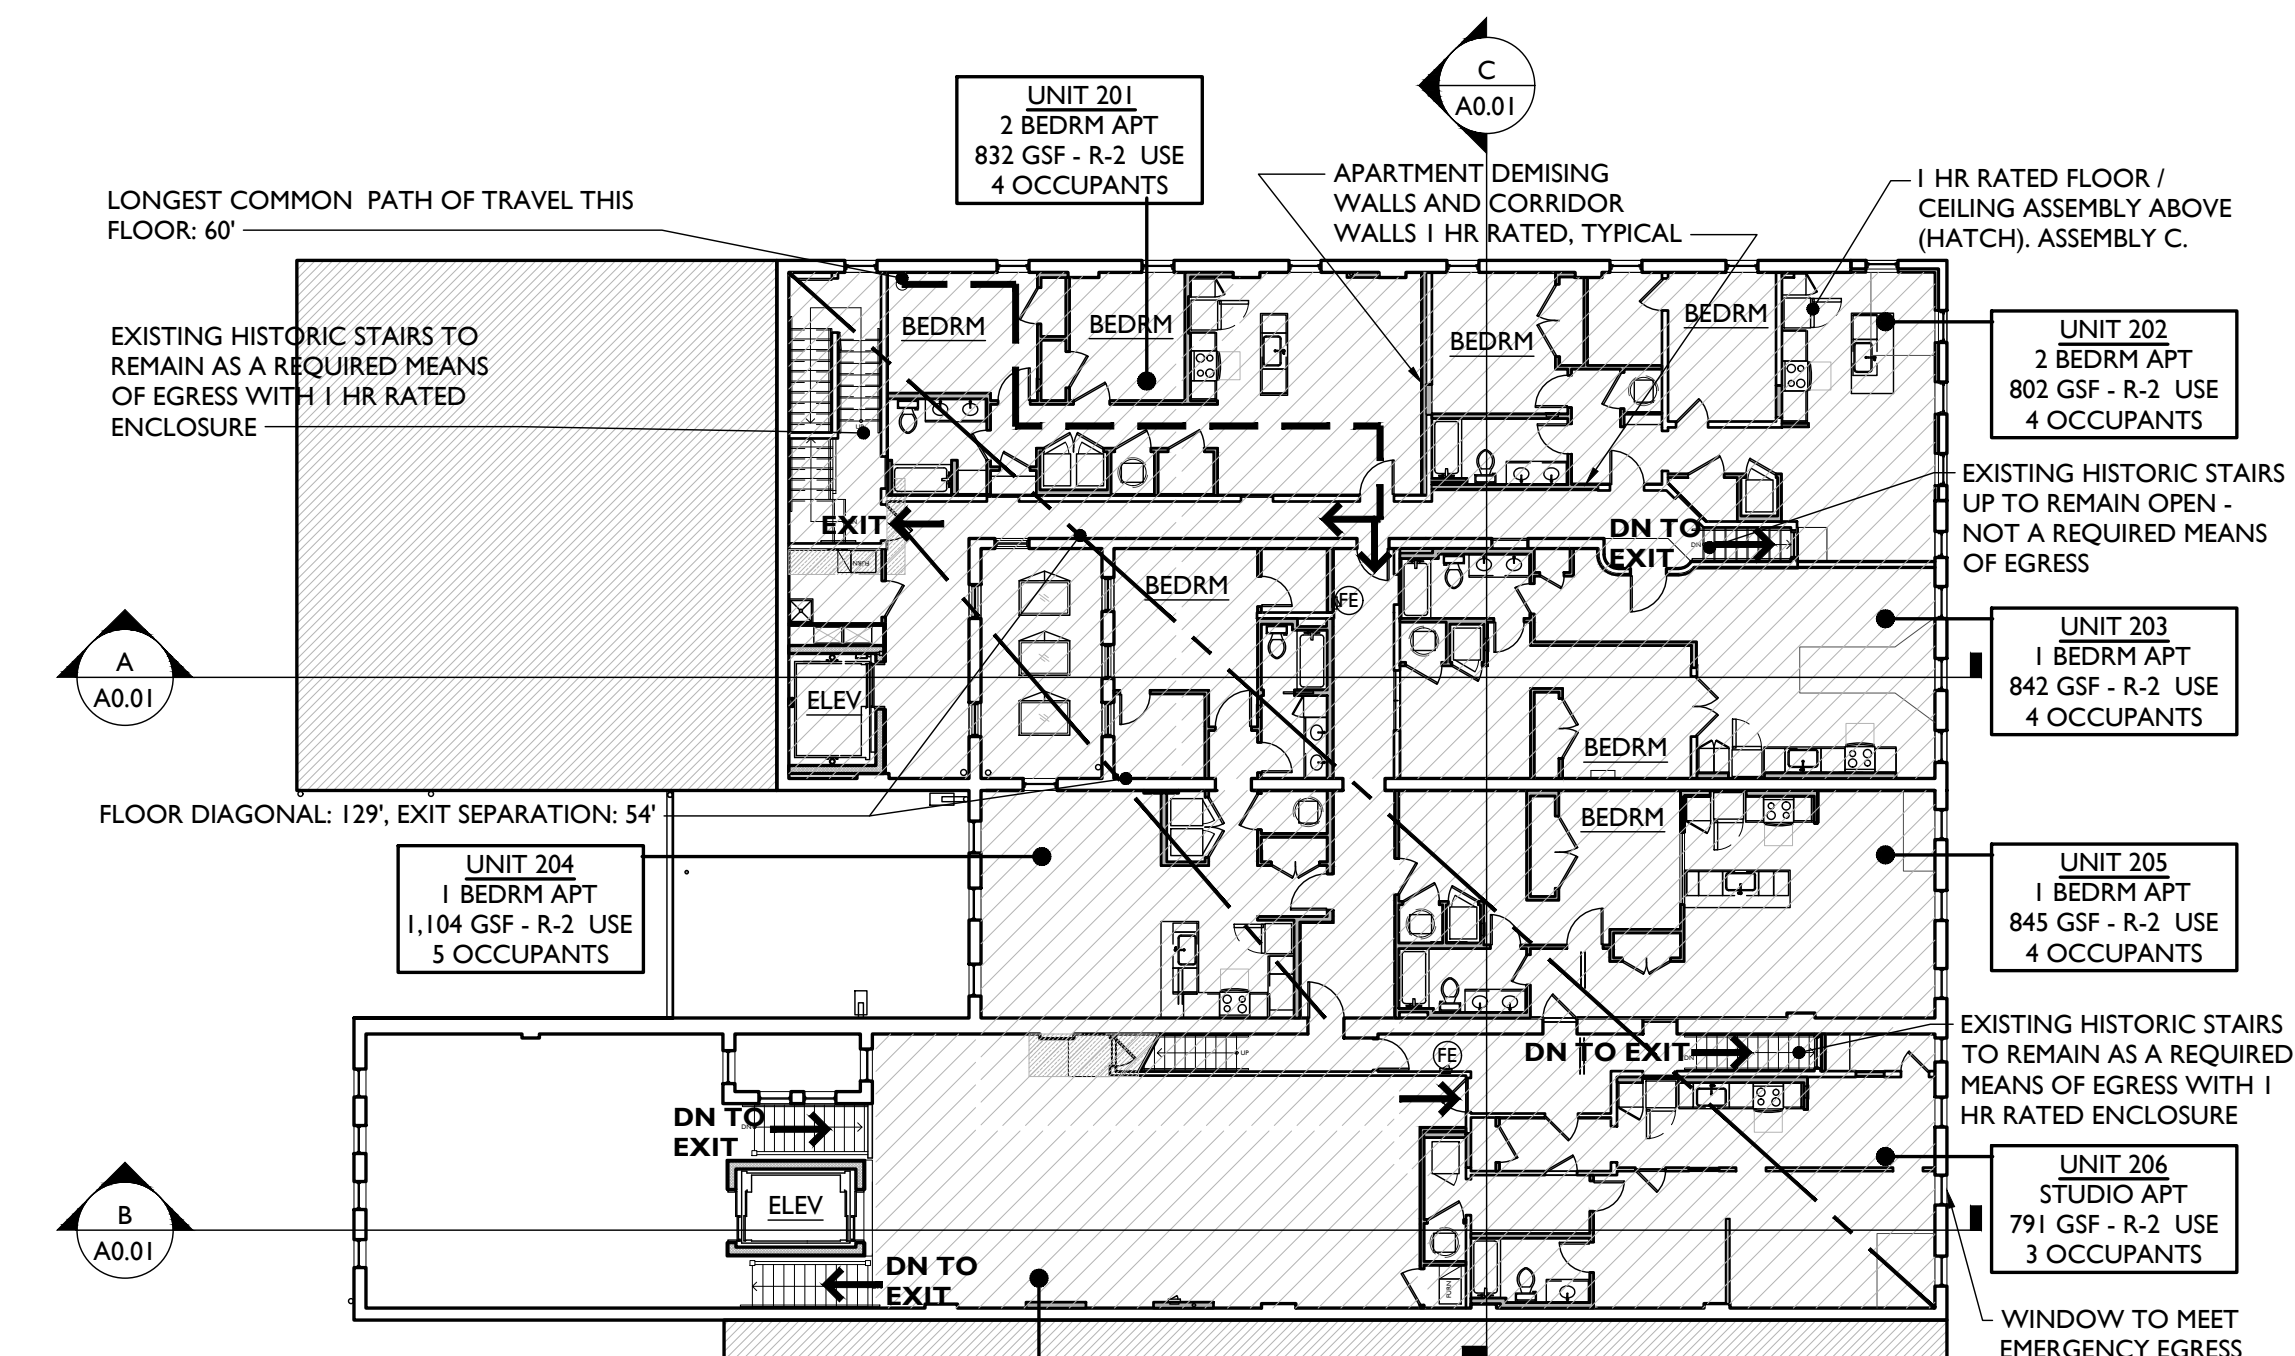 C
A0.01
UNIT 201
2 BEDRM APT
832 GSF - R-2 USE
4 OCCUPANTS
LONGEST COMMON PATH OF TRAVEL THIS
FLOOR: 60'
APARTMENT DEMISING
WALLS AND CORRIDOR
WALLS 1 HR RATED, TYPICAL
1 HR RATED FLOOR /
CEILING ASSEMBLY ABOVE
(HATCH). ASSEMBLY C.
EXISTING HISTORIC STAIRS TO
REMAIN AS A REQUIRED MEANS
OF EGRESS WITH 1 HR RATED
ENCLOSURE
BEDRM
BEDRM
BEDRM
BEDRM
UNIT 202
2 BEDRM APT
802 GSF - R-2 USE
4 OCCUPANTS
UP
EXISTING HISTORIC STAIRS
UP TO REMAIN OPEN -
NOT A REQUIRED MEANS
OF EGRESS
EXIT
DN TO
EXIT
DN
FURN
BEDRM
FE
UNIT 203
1 BEDRM APT
842 GSF - R-2 USE
4 OCCUPANTS
A
A0.01
ELEV
BEDRM
FLOOR DIAGONAL: 129', EXIT SEPARATION: 54'
BEDRM
UNIT 204
1 BEDRM APT
1,104 GSF - R-2 USE
5 OCCUPANTS
UNIT 205
1 BEDRM APT
845 GSF - R-2 USE
4 OCCUPANTS
EXISTING HISTORIC STAIRS
TO REMAIN AS A REQUIRED
MEANS OF EGRESS WITH 1
HR RATED ENCLOSURE
UP
FE
DN TO EXIT
DN
DN TO
EXIT
DN
UNIT 206
STUDIO APT
791 GSF - R-2 USE
3 OCCUPANTS
B
A0.01
ELEV
DN TO
EXIT
FURN
WINDOW TO MEET
EMERGENCY EGRESS